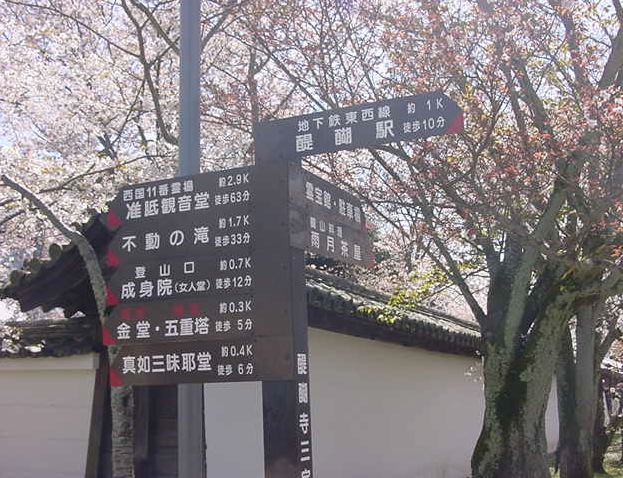 地下鉄東西線 約1K
醍醐駅 徒歩10分
霊宝館・駐車場
雨月茶屋
西国11番霊場
准胝観音堂 約2.9K 徒歩63分
不動の滝 約1.7K 徒歩33分
登山口
成身院(女人堂) 約0.7K 徒歩12分
金堂・五重塔 約0.3K 徒歩5分
真如三昧耶堂 約0.4K 徒歩6分
醍醐寺三宝